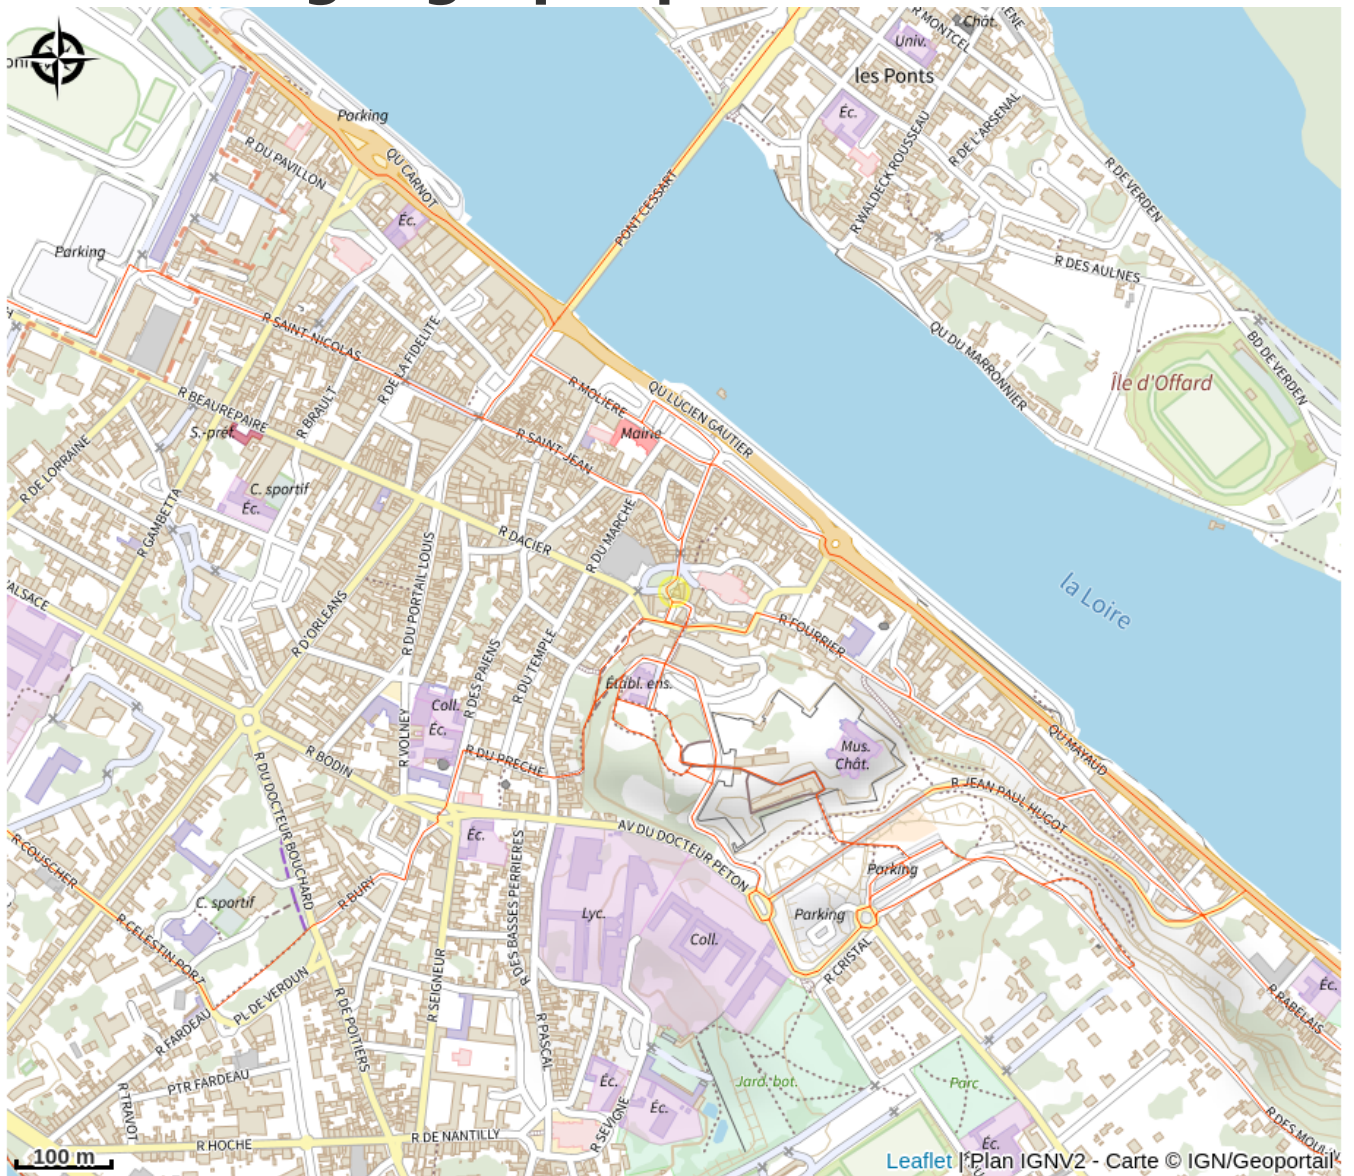 Chât.
R MONTCEL
Univ.
les Ponts
Parking
Éc.
R DE L'ARSENAL
R DU PAVILLON
QU CARNOT
R WALDECK ROUSSEAU
R DE VERDEN
PONT CESSART
Éc.
Parking
R DES AULNES
R SAINT-NICOLAS
R DE LA FIDELITE
QU DU MARRONNIER
BD DE VERDEN
Île d'Offard
R MOLIERE
QU LUCIEN GAUTIER
R BEAUREPAIRE
R BRAULT
S.-préf.
Mairie
R SAINT-JEAN
R DE LORRAINE
C. sportif
Éc.
R GAMBETTA
R DU MARCHE
R DACIER
R DU PORTAIL LOUIS
la Loire
ALSACE
R D'ORLEANS
R FOURRIER
R DES PAIENS
R DU TEMPLE
Établ. ens.
Coll.
Éc.
R VOLNEY
Mus.
Chât.
QU MAYAUD
R BODIN
R DU PRECHE
R DU DOCTEUR BOUCHARD
R JEAN PAUL HUGOT
AV DU DOCTEUR PETON
Éc.
R COUSCHER
R BURY
R DES BASSES PERRIERES
Parking
C. sportif
Lyc.
Parking
Coll.
R CELESTIN PORT
R CRISTAL
R SEIGNEUR
PL DE VERDUN
R DE POITIERS
R FARDEAU
Éc.
R RABELAIS
R PASCAL
PTR FARDEAU
Éc.
Jard. bot.
Parc
R TRAVOT
Éc.
R SEVIGNE
R HOCHE
R DE NANTILLY
Éc.
R DES MOUL
100 m
Leaflet | Plan IGNV2 - Carte © IGN/Geoportail